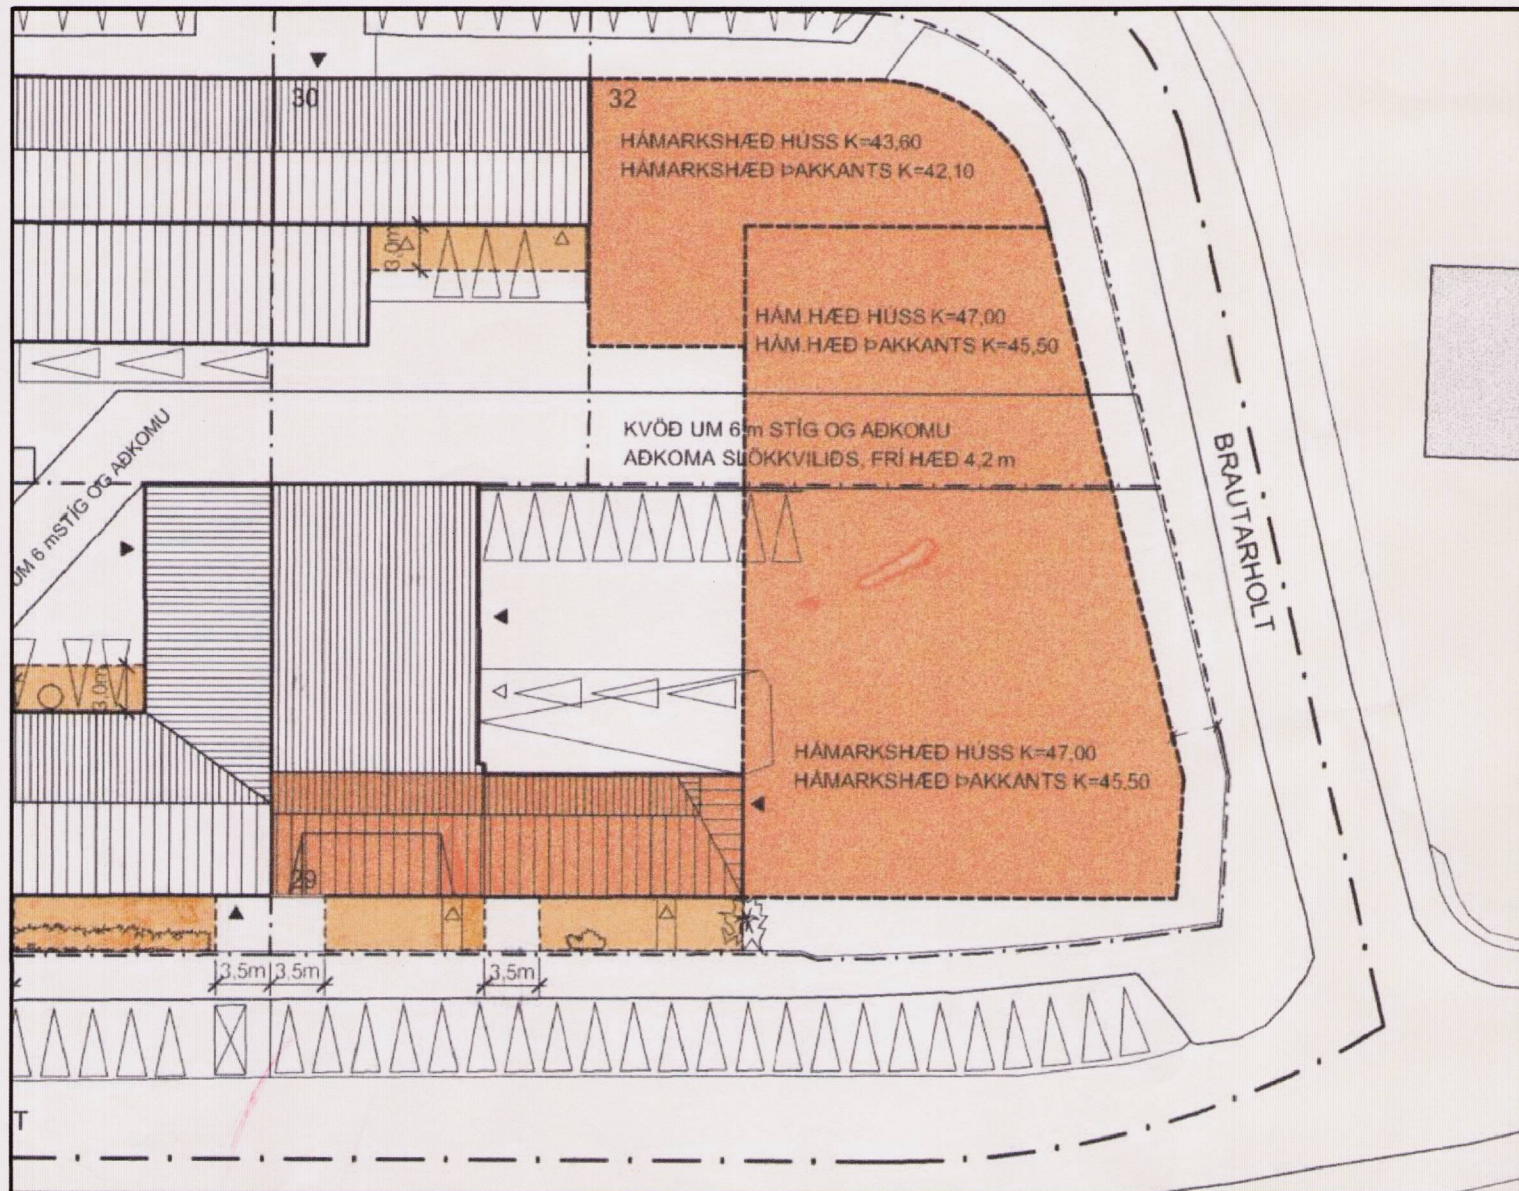 30
32
HÁMARKSHÆÐ HÚSS K=43,60
HÁMARKSHÆÐ ÞAKKANTS K=42,10
3,0m
HÁM.HÆÐ HÚSS K=47,00
HÁM.HÆÐ ÞAKKANTS K=45,50
KVÖÐ UM 6 m STÍG OG AÐKOMU
AÐKOMA SLÖKKVILIÐS, FRÍ HÆÐ 4,2 m
UM 6 mSTÍG OG AÐKOMU
BRAUTARHOLT
3,0m
HÁMARKSHÆÐ HÚSS K=47,00
HÁMARKSHÆÐ ÞAKKANTS K=45,50
29
3,5m
3,5m
3,5m
T